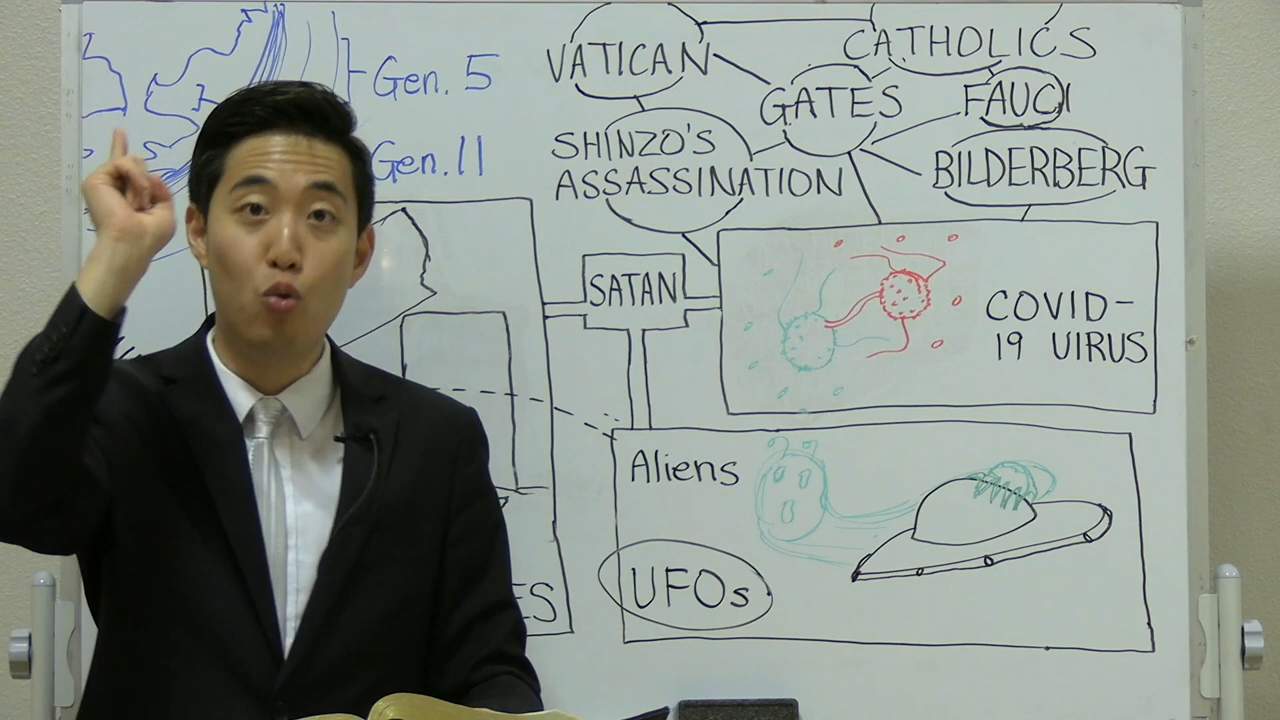 Gen. 5
Gen. 11
VATICAN
CATHOLICS
GATES
FAUCI
SHINZO'S
ASSASSINATION
BILDERBERG
SATAN
COVID-
19 VIRUS
Aliens
UFOs
ES